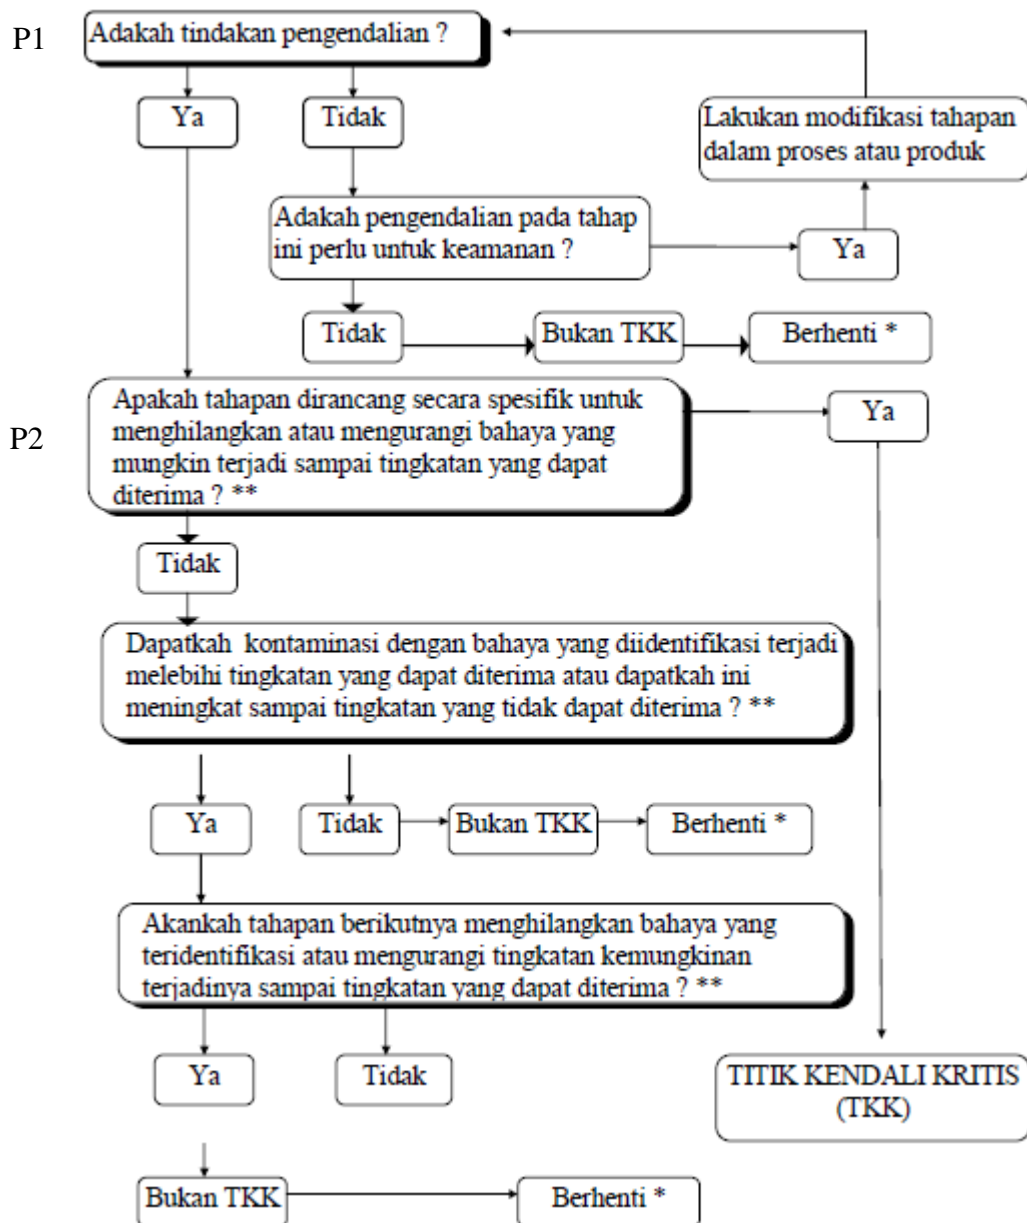 P1
Adakah tindakan pengendalian ?
Ya
Tidak
Lakukan modifikasi tahapan
dalam proses atau produk
Adakah pengendalian pada tahap
ini perlu untuk keamanan ?
Ya
Tidak
Bukan TKK
Berhenti *
P2
Apakah tahapan dirancang secara spesifik untuk
menghilangkan atau mengurangi bahaya yang
mungkin terjadi sampai tingkatan yang dapat
diterima ? **
Ya
Tidak
Dapatkah kontaminasi dengan bahaya yang diidentifikasi terjadi
melebihi tingkatan yang dapat diterima atau dapatkah ini
meningkat sampai tingkatan yang tidak dapat diterima ? **
Ya
Tidak
Bukan TKK
Berhenti *
Akankah tahapan berikutnya menghilangkan bahaya yang
teridentifikasi atau mengurangi tingkatan kemungkinan
terjadinya sampai tingkatan yang dapat diterima ? **
Ya
Tidak
TITIK KENDALI KRITIS
(TKK)
Bukan TKK
Berhenti *